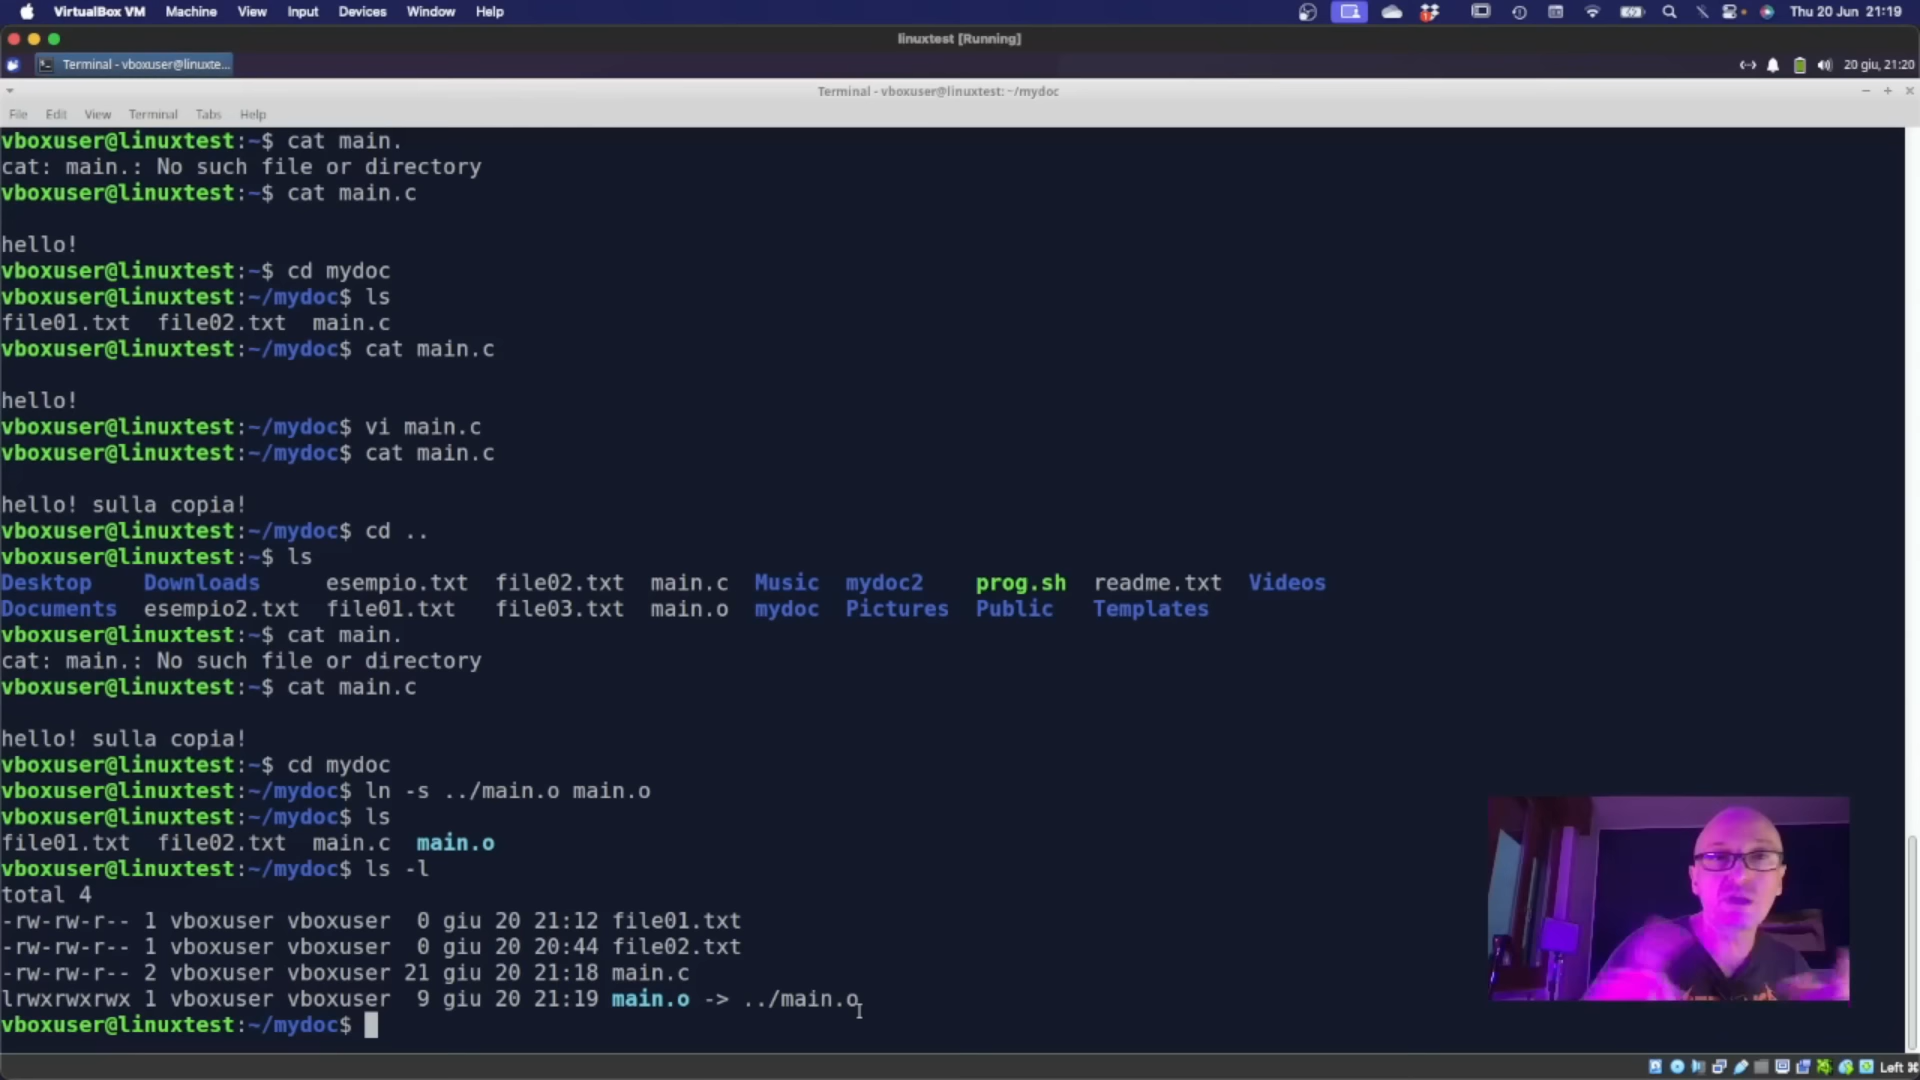 VirtualBox VM Machine View Input Devices Window Help Thu 20 Jun 21:19
linuxtest [Running]
Terminal - vboxuser@linuxte... 20 giu, 21:20
Terminal - vboxuser@linuxtest: ~/mydoc
File Edit View Terminal Tabs Help
vboxuser@linuxtest:~$ cat main.
cat: main.: No such file or directory
vboxuser@linuxtest:~$ cat main.c
hello!
vboxuser@linuxtest:~$ cd mydoc
vboxuser@linuxtest:~/mydoc$ ls
file01.txt file02.txt main.c
vboxuser@linuxtest:~/mydoc$ cat main.c
hello!
vboxuser@linuxtest:~/mydoc$ vi main.c
vboxuser@linuxtest:~/mydoc$ cat main.c
hello! sulla copia!
vboxuser@linuxtest:~/mydoc$ cd ..
vboxuser@linuxtest:~$ ls
Desktop Downloads esempio.txt file02.txt main.c Music mydoc2 prog.sh readme.txt Videos
Documents esempio2.txt file01.txt file03.txt main.o mydoc Pictures Public Templates
vboxuser@linuxtest:~$ cat main.
cat: main.: No such file or directory
vboxuser@linuxtest:~$ cat main.c
hello! sulla copia!
vboxuser@linuxtest:~$ cd mydoc
vboxuser@linuxtest:~/mydoc$ ln -s ../main.o main.o
vboxuser@linuxtest:~/mydoc$ ls
file01.txt file02.txt main.c main.o
vboxuser@linuxtest:~/mydoc$ ls -l
total 4
-rw-rw-r-- 1 vboxuser vboxuser 0 giu 20 21:12 file01.txt
-rw-rw-r-- 1 vboxuser vboxuser 0 giu 20 20:44 file02.txt
-rw-rw-r-- 2 vboxuser vboxuser 21 giu 20 21:18 main.c
lrwxrwxrwx 1 vboxuser vboxuser 9 giu 20 21:19 main.o -> ../main.o
vboxuser@linuxtest:~/mydoc$
Left ⌘